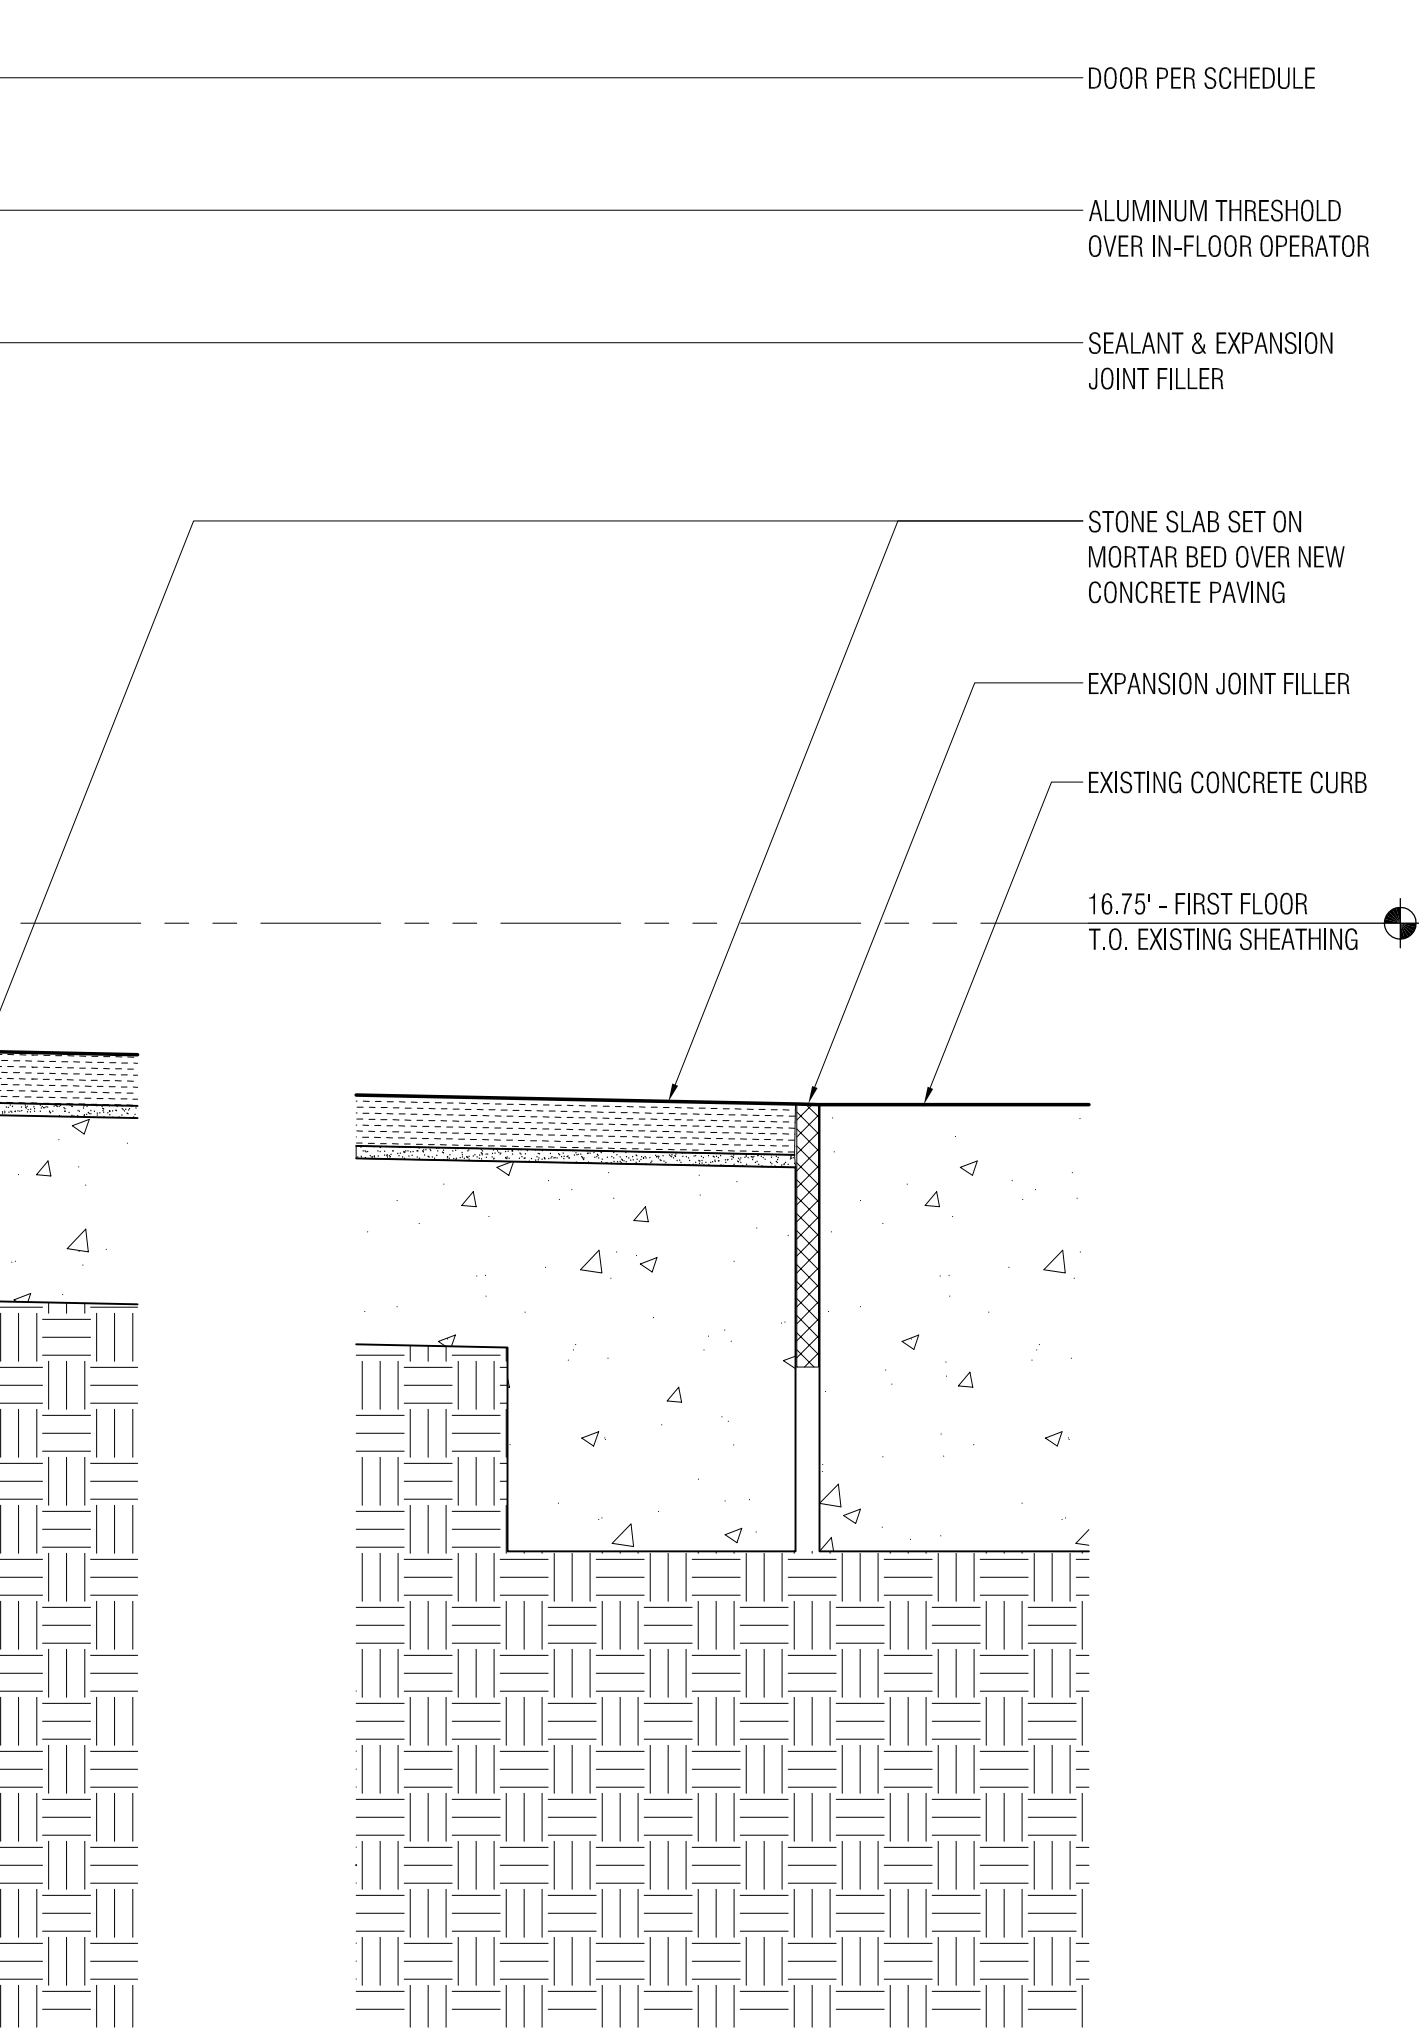 DOOR PER SCHEDULE
ALUMINUM THRESHOLD
OVER IN-FLOOR OPERATOR
SEALANT & EXPANSION
JOINT FILLER
STONE SLAB SET ON
MORTAR BED OVER NEW
CONCRETE PAVING
EXPANSION JOINT FILLER
EXISTING CONCRETE CURB
16.75' - FIRST FLOOR
T.O. EXISTING SHEATHING